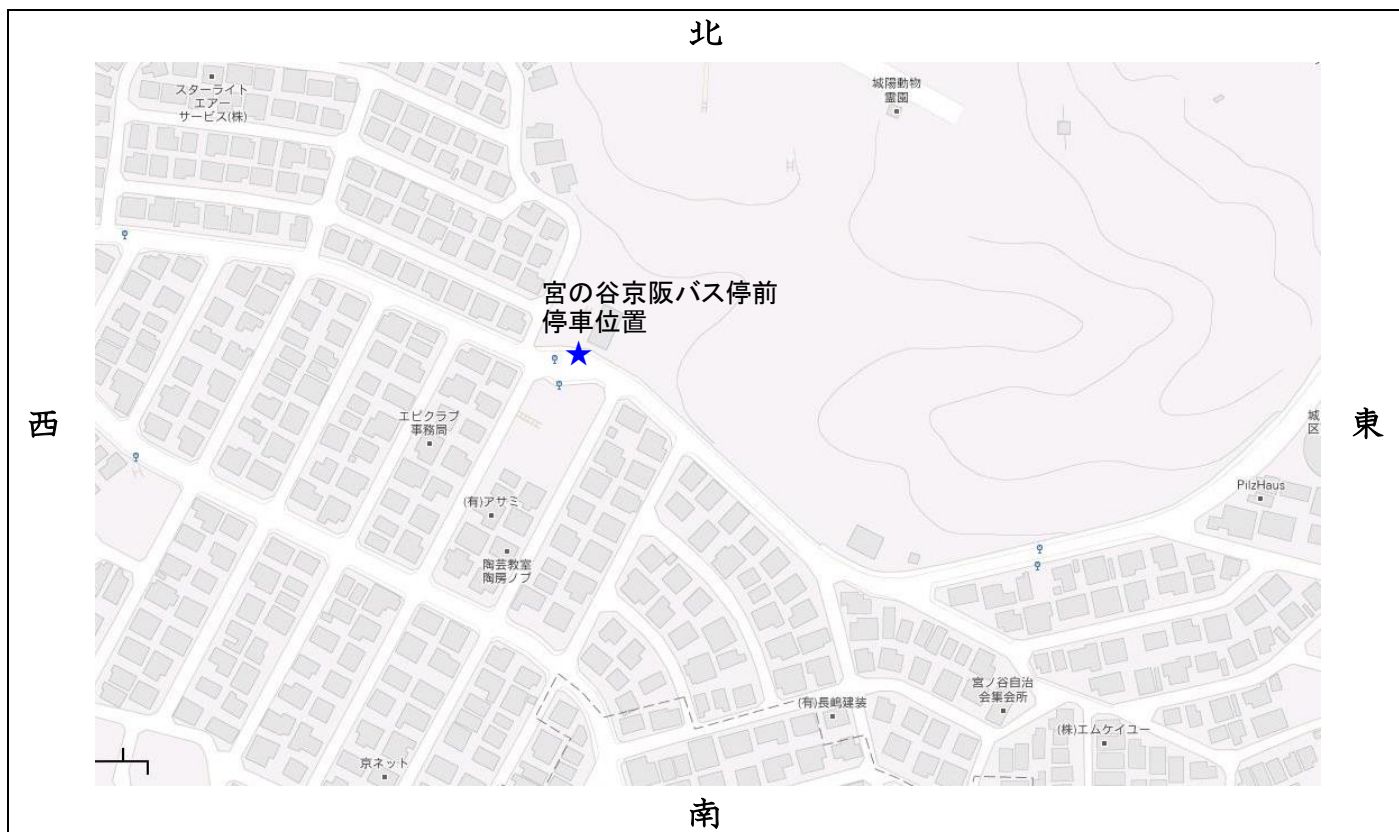 北
スターライト
エアー
サービス(株)
城陽動物
霊園
宮の谷京阪バス停前
停車位置
西
エビクラブ
事務局
城
区
東
PilzHaus
(有)アサミ
陶芸教室
陶房ノブ
宮ノ谷自治
会集会所
(有)長嶋建装
(株)エムケイユー
京ネット
南